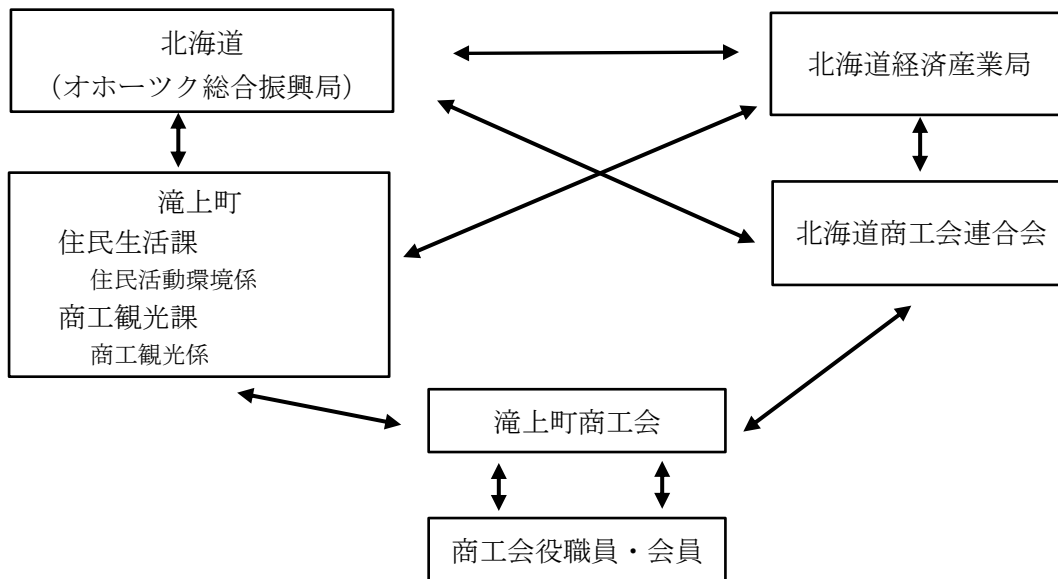 北海道
(オホーツク総合振興局)
北海道経済産業局
滝上町
住民生活課
住民活動環境係
商工観光課
商工観光係
北海道商工会連合会
滝上町商工会
商工会役職員・会員